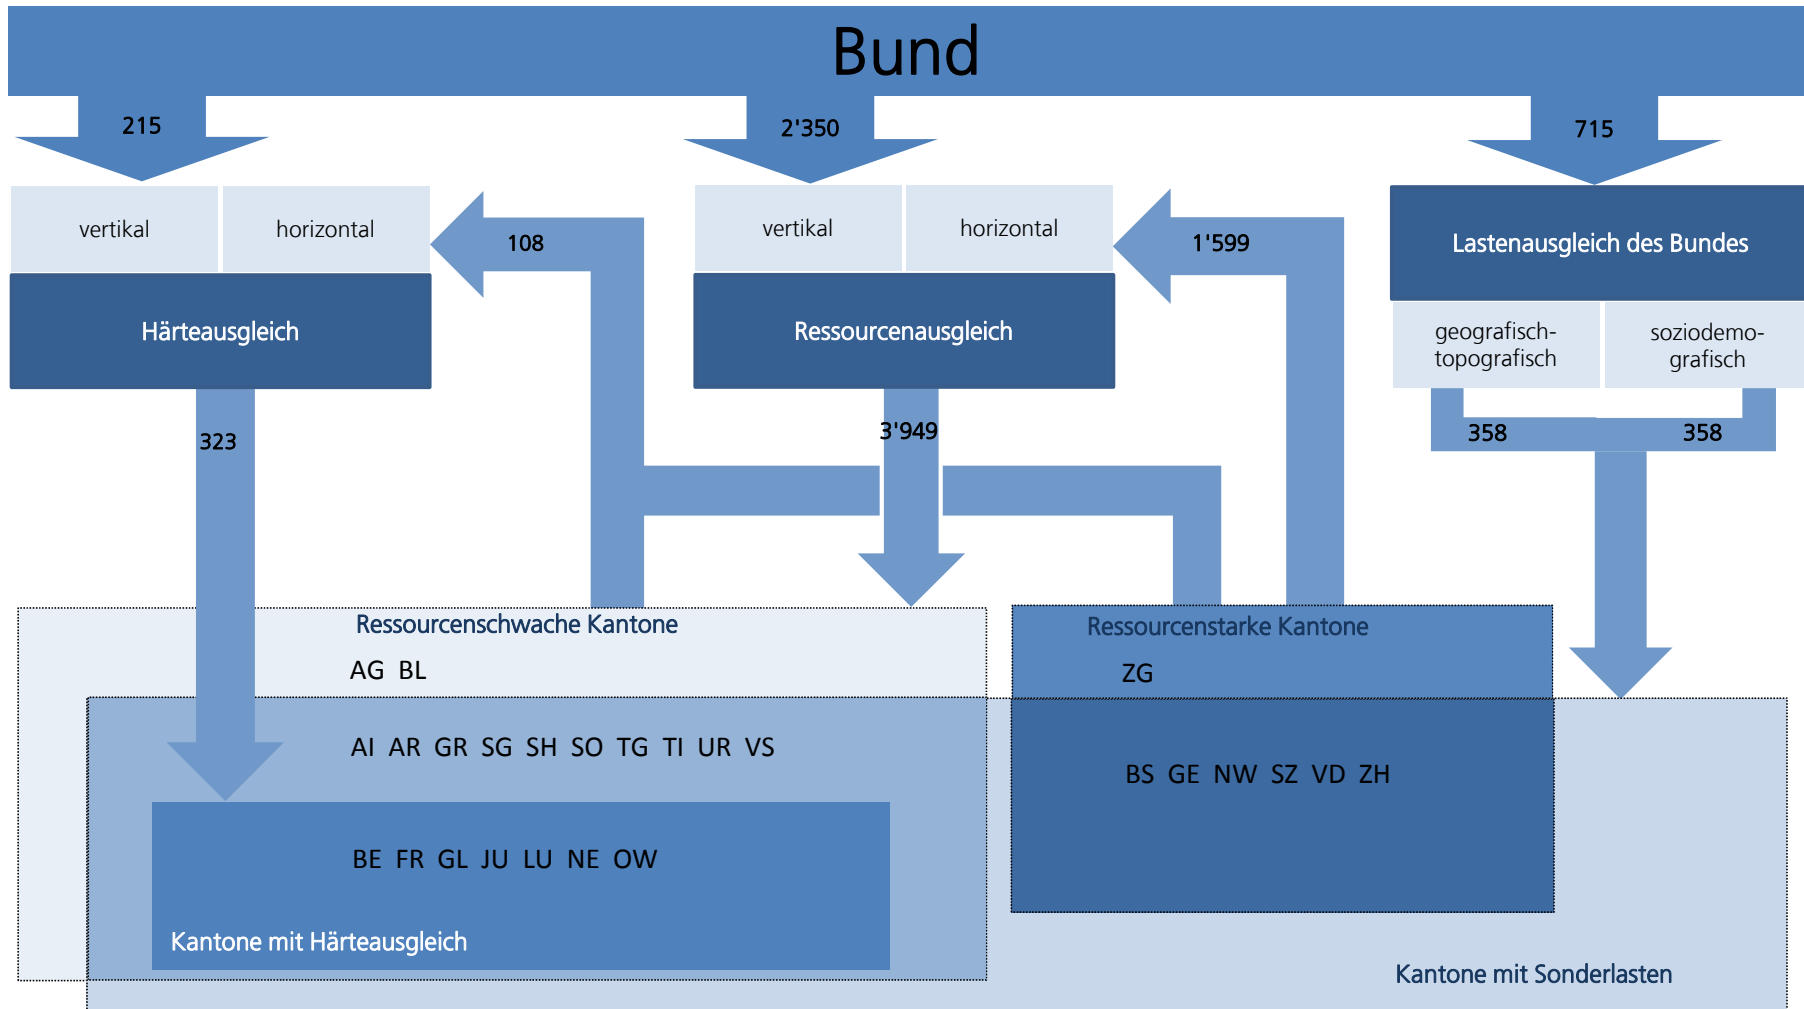 Bund
215
2'350
715
vertikal
horizontal
108
vertikal
horizontal
1'599
Lastenausgleich des Bundes
Härteausgleich
Ressourcenausgleich
geografisch-
topografisch
soziodemo-
grafisch
323
3'949
358
358
Ressourcenschwache Kantone
Ressourcenstarke Kantone
AG BL
ZG
AI AR GR SG SH SO TG TI UR VS
BS GE NW SZ VD ZH
BE FR GL JU LU NE OW
Kantone mit Härteausgleich
Kantone mit Sonderlasten